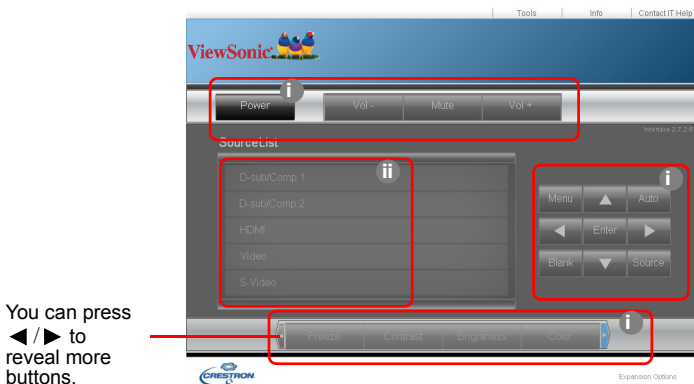 Tools Info Contact IT Help
ViewSonic
i
Power Vol - Mute Vol +
Interface 2.7.2.6
SourceList
ii
i
D-sub/Comp.1
D-sub/Comp.2
HDMI
Video
S-Video
Menu Auto
Enter
Blank Source
You can press
◀ / ▶ to
reveal more
buttons.
i
Freeze Contrast Brightness Color
CRESTRON
Expansion Options